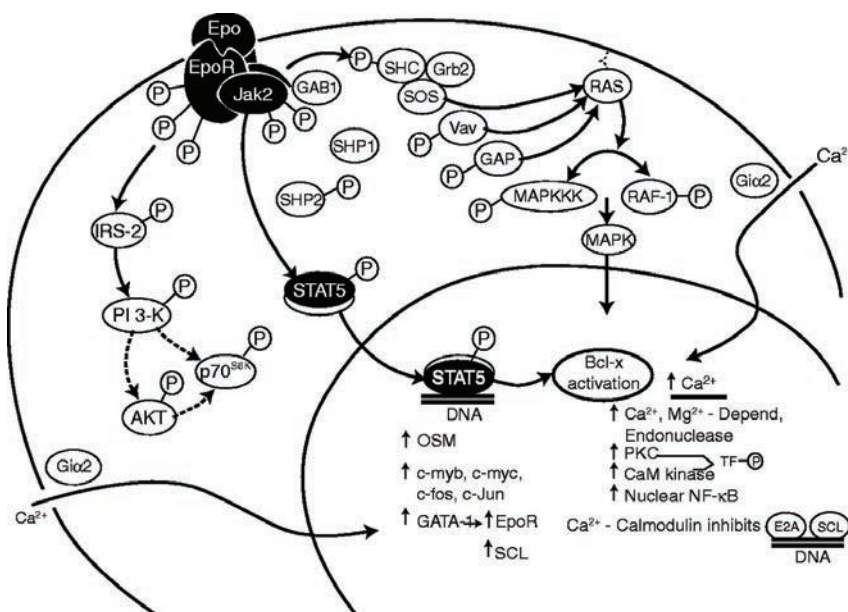 Epo
EpoR
Jak2
GAB1
P
P
P
P
P
P
SHC
Grb2
SOS
RAS
Vav
P
GAP
P
SHP1
SHP2
P
MAPKKK
P
RAF-1
P
MAPK
Giα2
Ca²
IRS-2
P
PI 3-K
P
p70S6K
P
AKT
P
STAT5
P
P
STAT5
DNA
Bcl-x
activation
↑ Ca²⁺
↑ Ca²⁺, Mg²⁺ - Depend,
Endonuclease
↑ PKC
TF P
↑ CaM kinase
↑ Nuclear NF-κB
↑ OSM
↑ c-myb, c-myc,
c-fos, c-Jun
↑ GATA-1 → ↑ EpoR
↑ SCL
Ca²⁺ - Calmodulin inhibits
E2A
SCL
DNA
Giα2
Ca²⁺